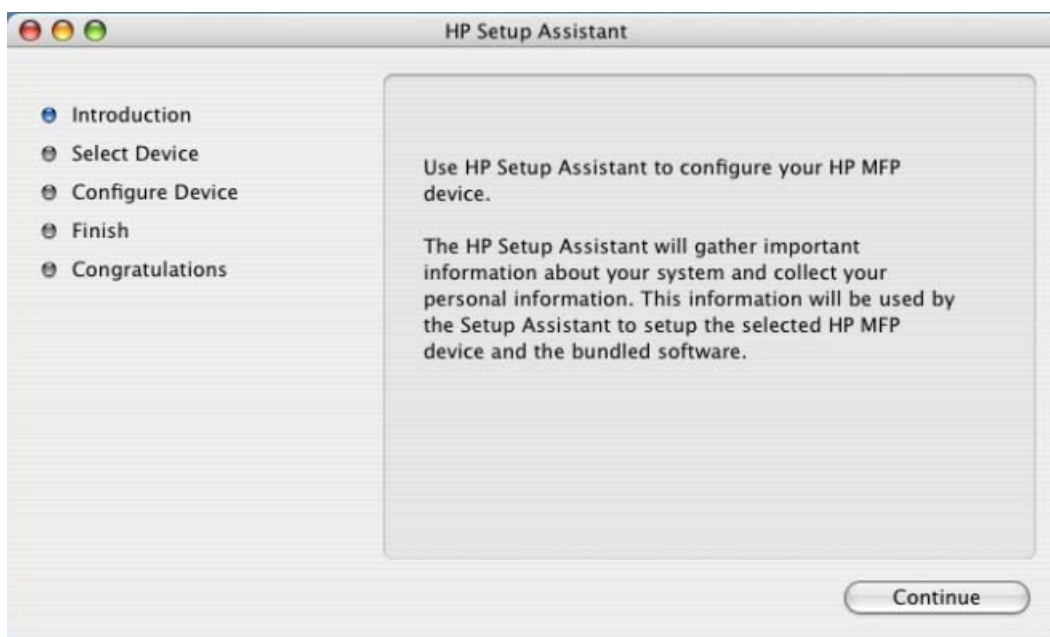 HP Setup Assistant
Introduction
Select Device
Configure Device
Finish
Congratulations
Use HP Setup Assistant to configure your HP MFP
device.
The HP Setup Assistant will gather important
information about your system and collect your
personal information. This information will be used by
the Setup Assistant to setup the selected HP MFP
device and the bundled software.
Continue